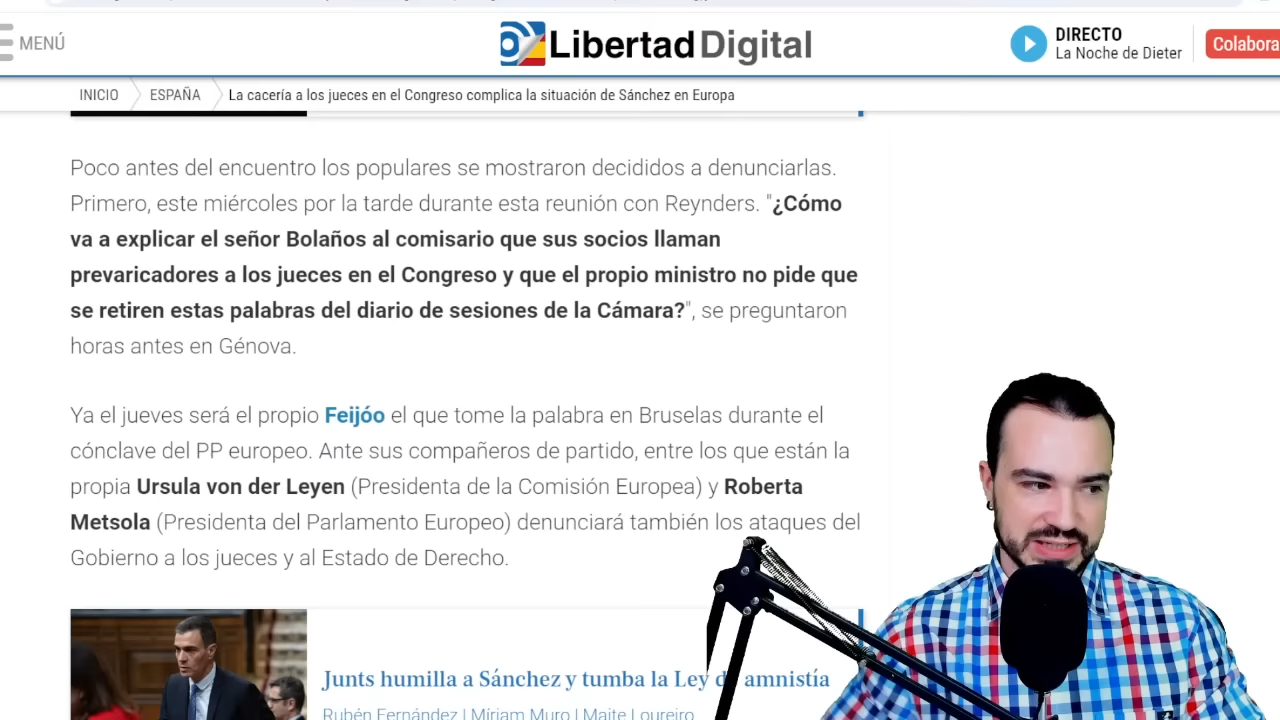 MENÚ
Libertad Digital
DIRECTO
La Noche de Dieter
Colabora
INICIO
ESPAÑA
La cacería a los jueces en el Congreso complica la situación de Sánchez en Europa
Poco antes del encuentro los populares se mostraron decididos a denunciarlas.
Primero, este miércoles por la tarde durante esta reunión con Reynders. "¿Cómo
va a explicar el señor Bolaños al comisario que sus socios llaman
prevaricadores a los jueces en el Congreso y que el propio ministro no pide que
se retiren estas palabras del diario de sesiones de la Cámara?", se preguntaron
horas antes en Génova.
Ya el jueves será el propio Feijóo el que tome la palabra en Bruselas durante el
cónclave del PP europeo. Ante sus compañeros de partido, entre los que están la
propia Ursula von der Leyen (Presidenta de la Comisión Europea) y Roberta
Metsola (Presidenta del Parlamento Europeo) denunciará también los ataques del
Gobierno a los jueces y al Estado de Derecho.
Junts humilla a Sánchez y tumba la Ley d amnistía
Rubén Fernández | Míriam Muro | Maite Loureiro